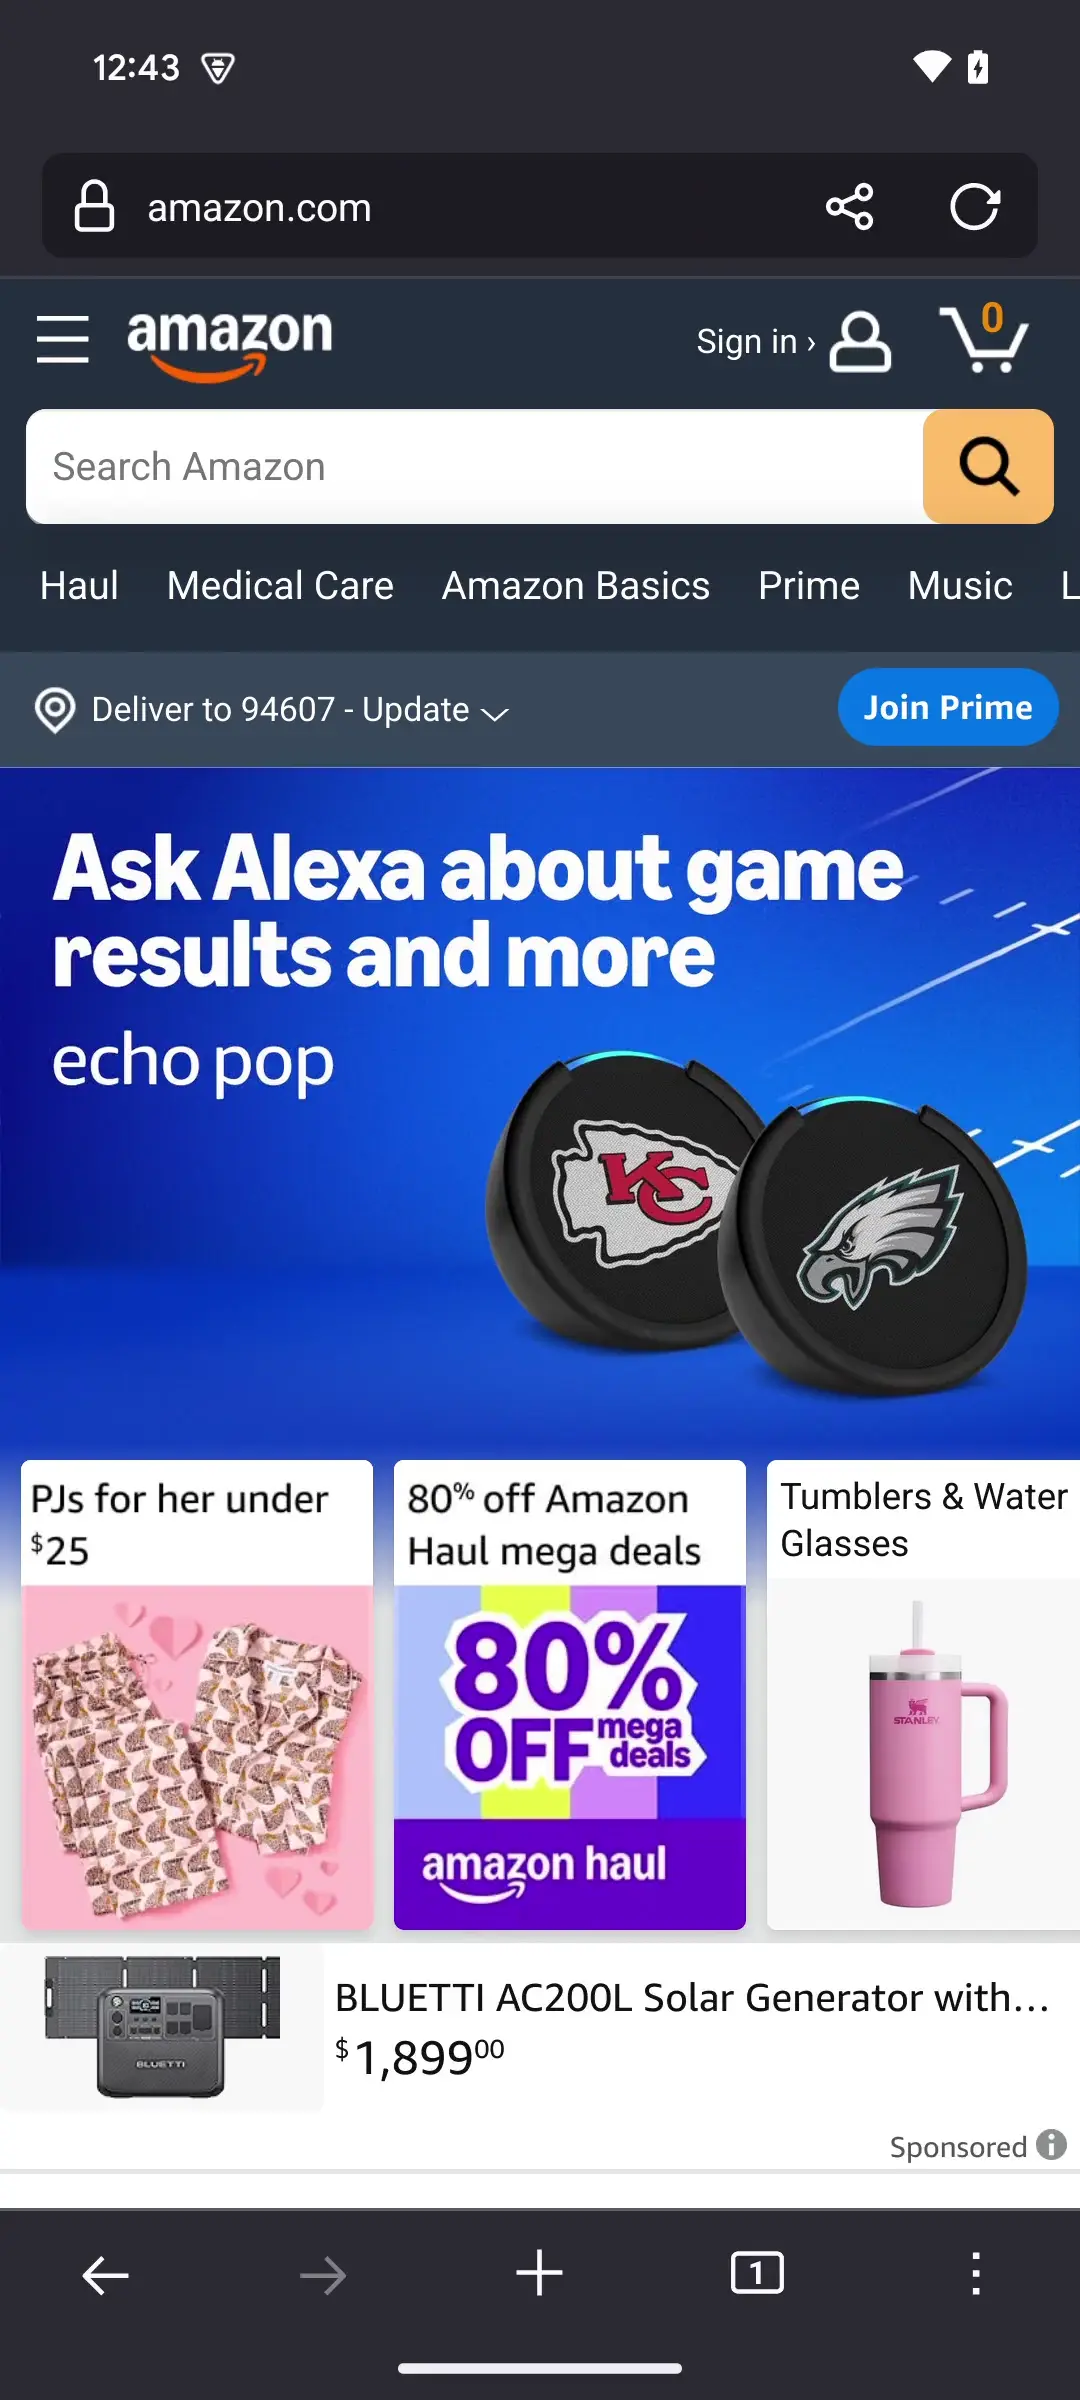 12:43
amazon.com
amazon
Sign in ›
0
Search Amazon
Haul Medical Care Amazon Basics Prime Music L
Deliver to 94607 - Update
Join Prime
Ask Alexa about game
results and more
echo pop
KC
PJs for her under
$25
80% off Amazon
Haul mega deals
80%
OFF mega
deals
amazon haul
Tumblers & Water
Glasses
STANLEY
BLUETTI
BLUETTI AC200L Solar Generator with...
$1,89900
Sponsored
1